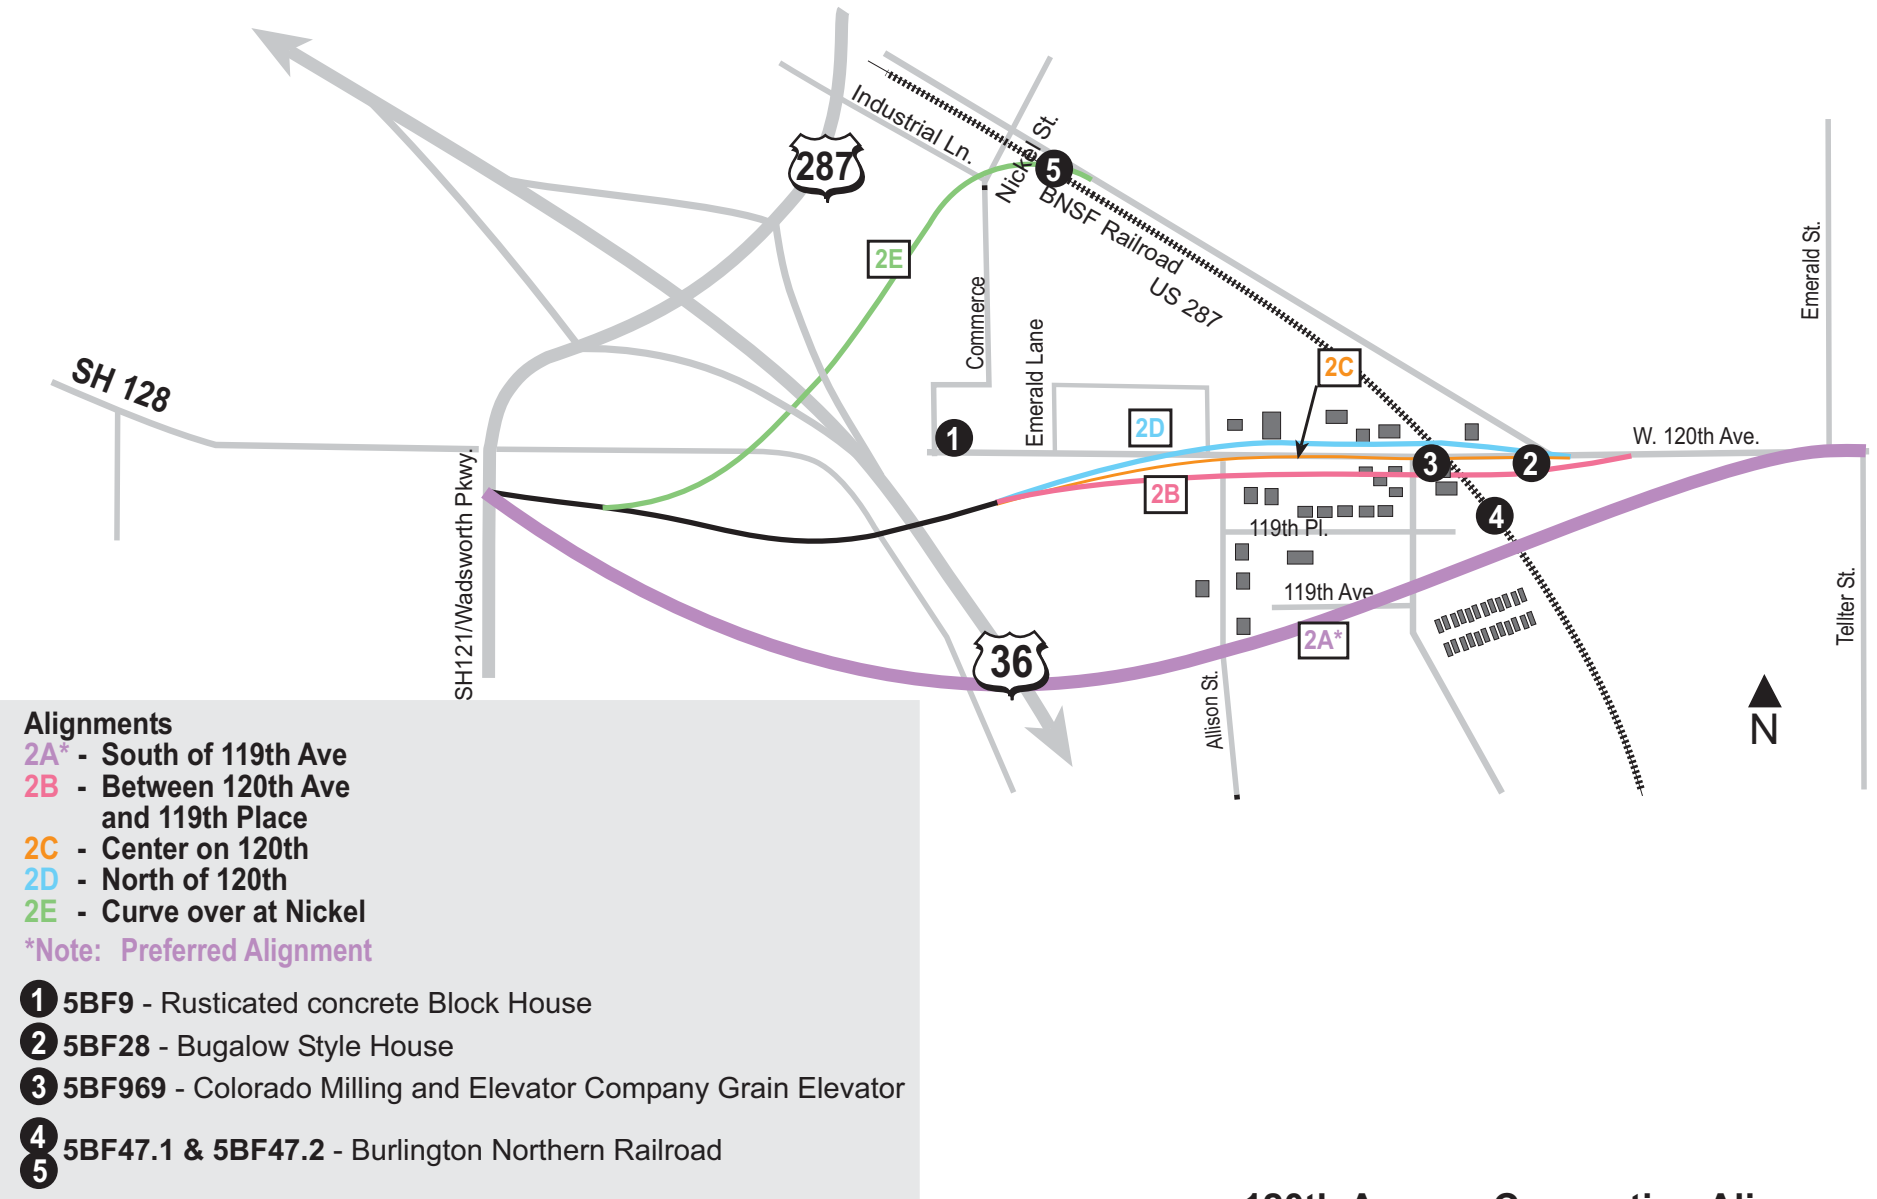 287
Industrial Ln.
Nickel St.
5
BNSF Railroad
US 287
2E
Commerce
Emerald Lane
Emerald St.
SH 128
2C
1
2D
W. 120th Ave.
3
2
2B
4
119th Pl.
SH121/Wadsworth Pkwy.
119th Ave
2A*
36
Allison St.
Tellter St.
N
Alignments
2A* - South of 119th Ave
2B - Between 120th Ave
and 119th Place
2C - Center on 120th
2D - North of 120th
2E - Curve over at Nickel
*Note: Preferred Alignment
1 5BF9 - Rusticated concrete Block House
2 5BF28 - Bugalow Style House
3 5BF969 - Colorado Milling and Elevator Company Grain Elevator
4
5BF47.1 & 5BF47.2 - Burlington Northern Railroad
5